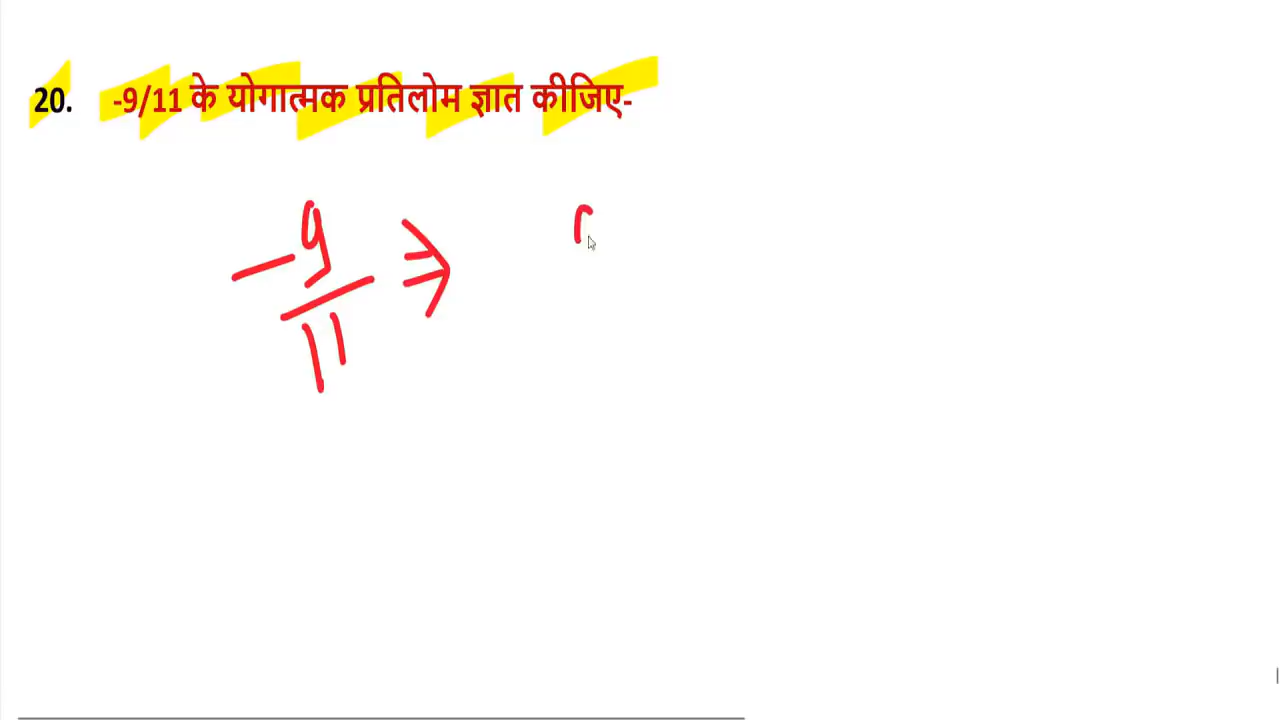 20. -9/11 के योगात्मक प्रतिलोम ज्ञात कीजिए-
-9 ⇒
11